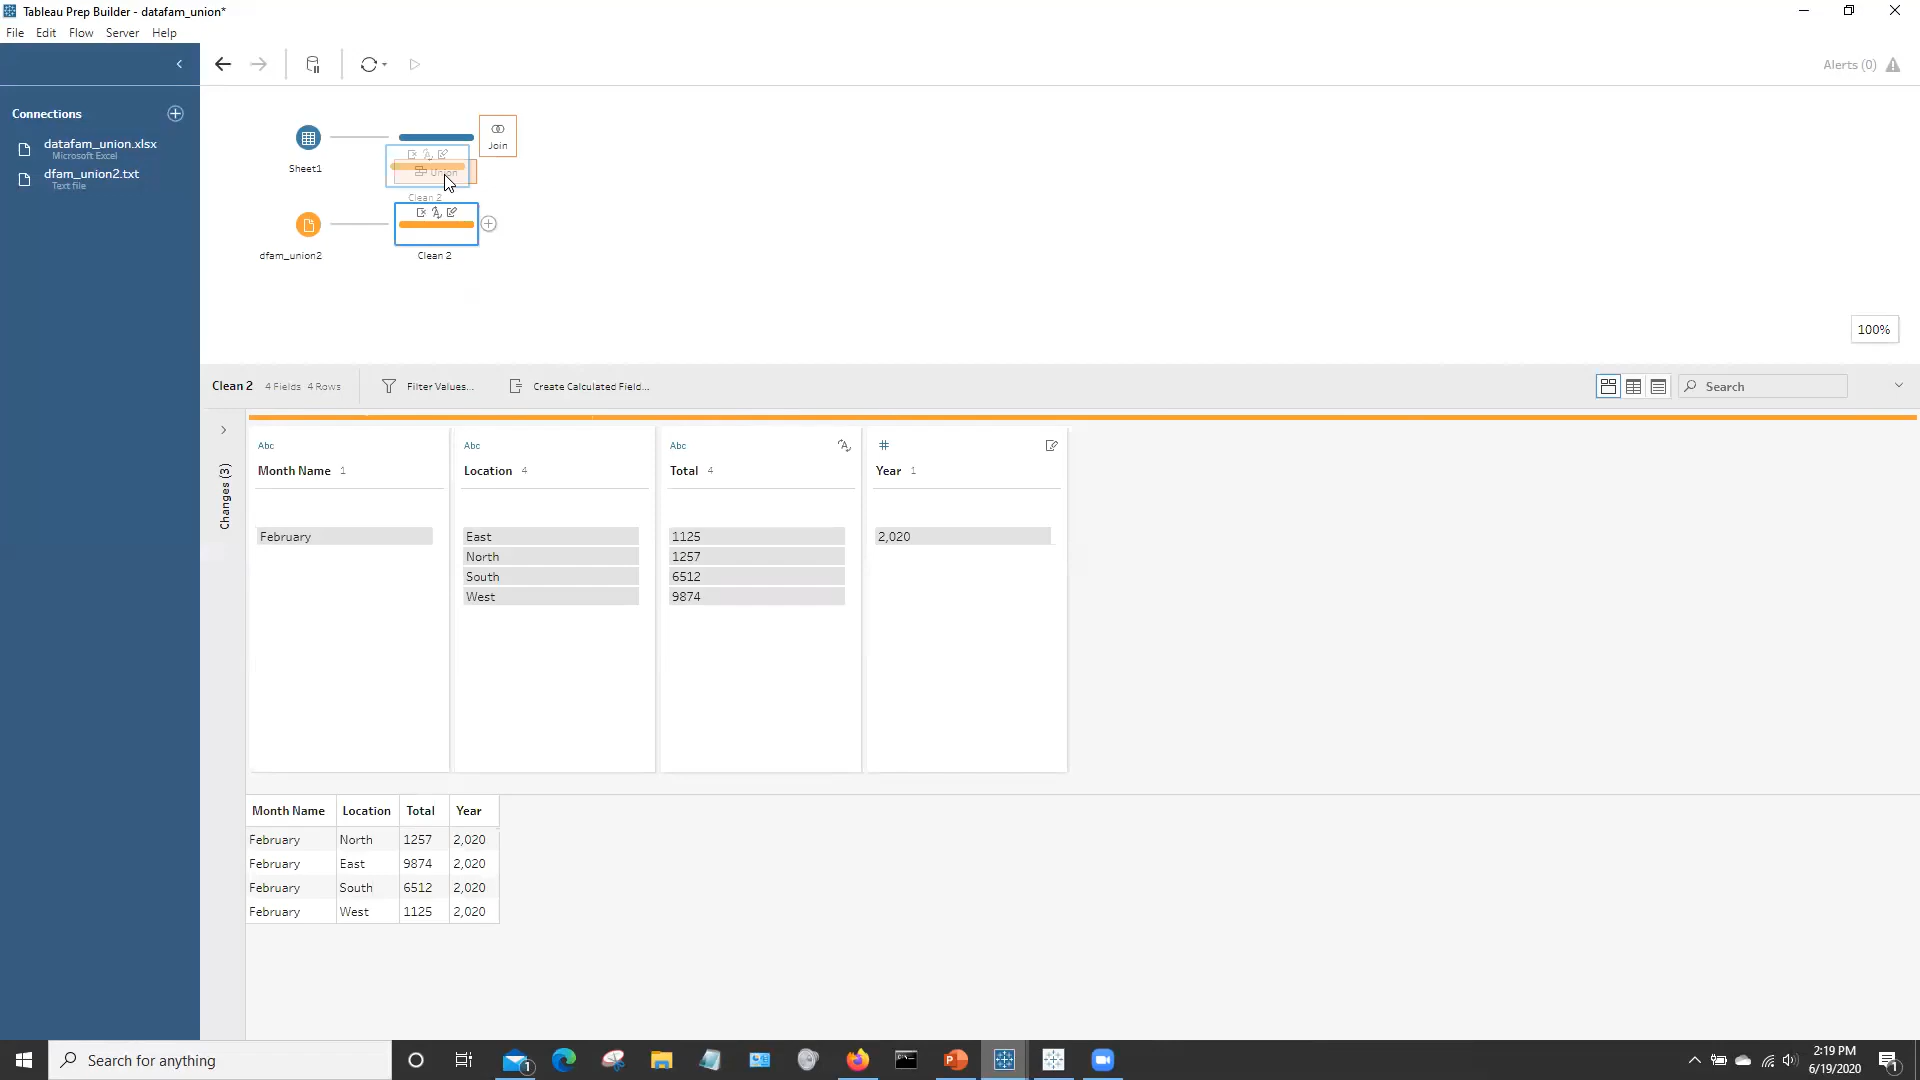 Tableau Prep Builder - datafam_union*
File Edit Flow Server Help
Alerts (0)
Connections
datafam_union.xlsx
Microsoft Excel
dfam_union2.txt
Text file
Sheet1
Join
Union
Clean 2
dfam_union2
Clean 2
100%
Clean 2 4 Fields 4 Rows Filter Values... Create Calculated Field... Search
Changes (3)
Abc Abc Abc #
Month Name 1 Location 4 Total 4 Year 1
February East 1125 2,020
North 1257
South 6512
West 9874
Month Name Location Total Year
February North 1257 2,020
February East 9874 2,020
February South 6512 2,020
February West 1125 2,020
Search for anything
1
2:19 PM
6/19/2020
1